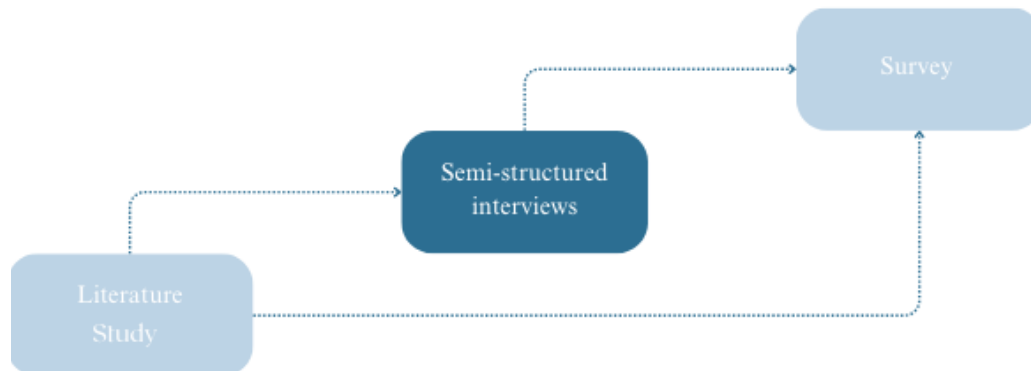 Survey
Semi-structured
interviews
Literature
Study